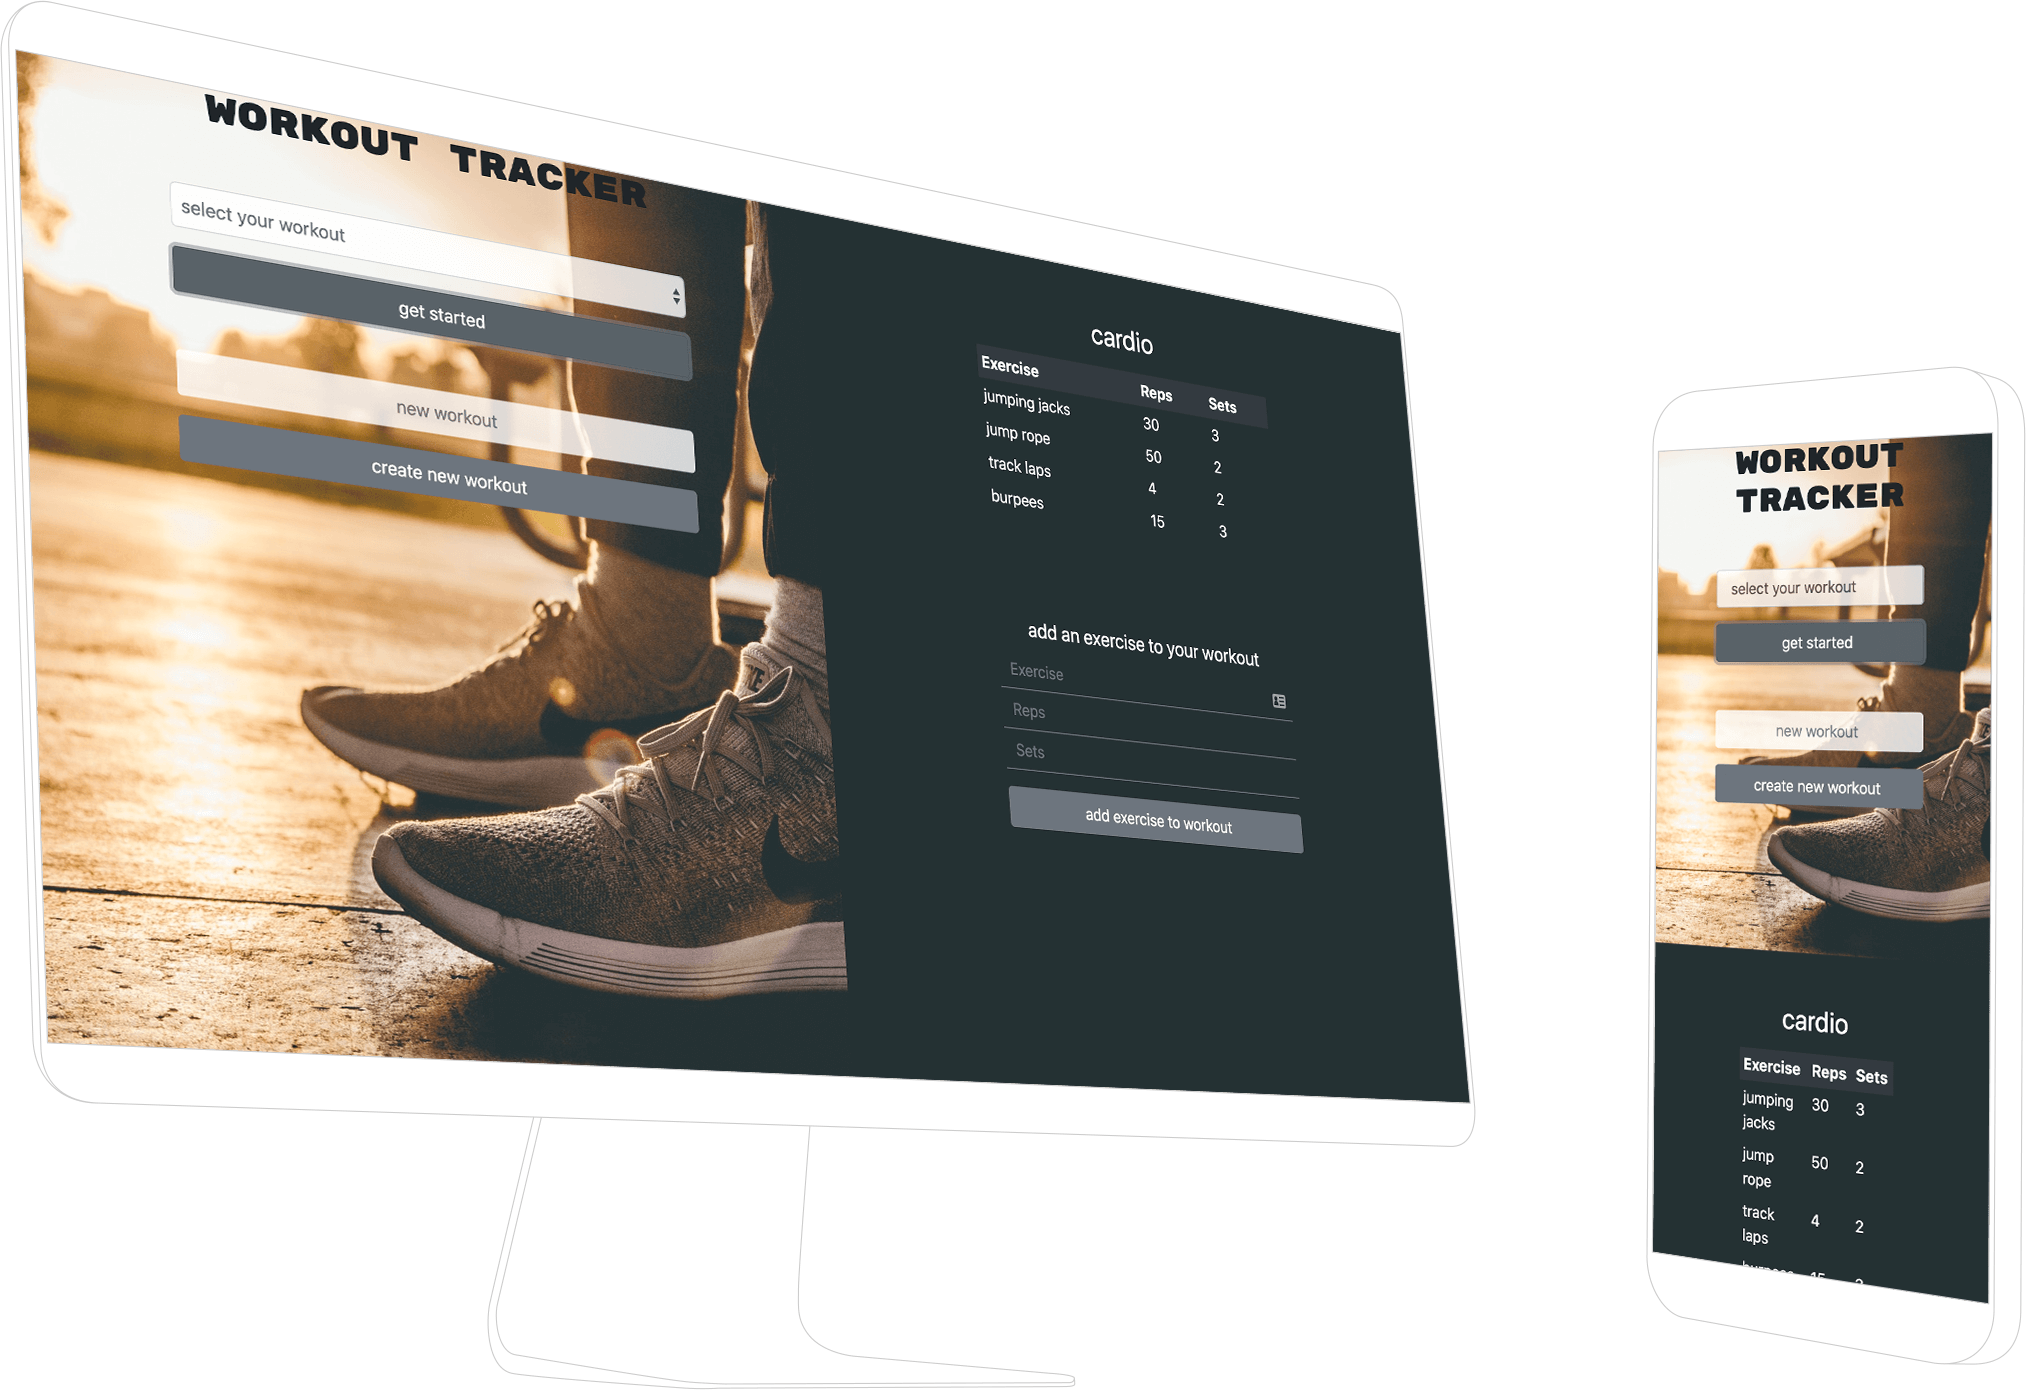 WORKOUT TRACKER
select your workout
get started
new workout
create new workout
cardio
Exercise Reps Sets
jumping jacks 30 3
jump rope 50 2
track laps 4 2
burpees 15 3
add an exercise to your workout
Exercise
Reps
Sets
add exercise to workout
WORKOUT
TRACKER
select your workout
get started
new workout
create new workout
cardio
Exercise Reps Sets
jumping 30 3
jacks
jump 50 2
rope
track 4 2
laps